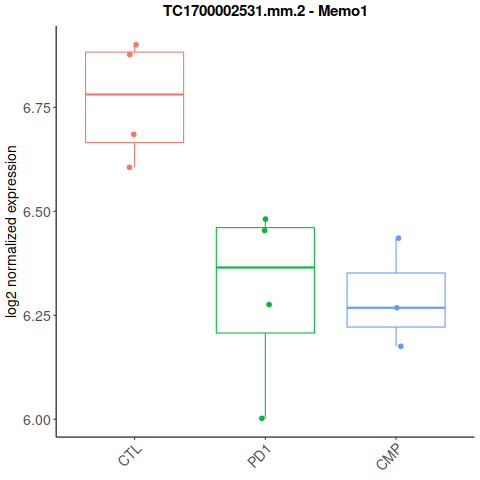 TC1700002531.mm.2 - Memo1
log2 normalized expression
6.75
6.50
6.25
6.00
CTL
PD1
CMP